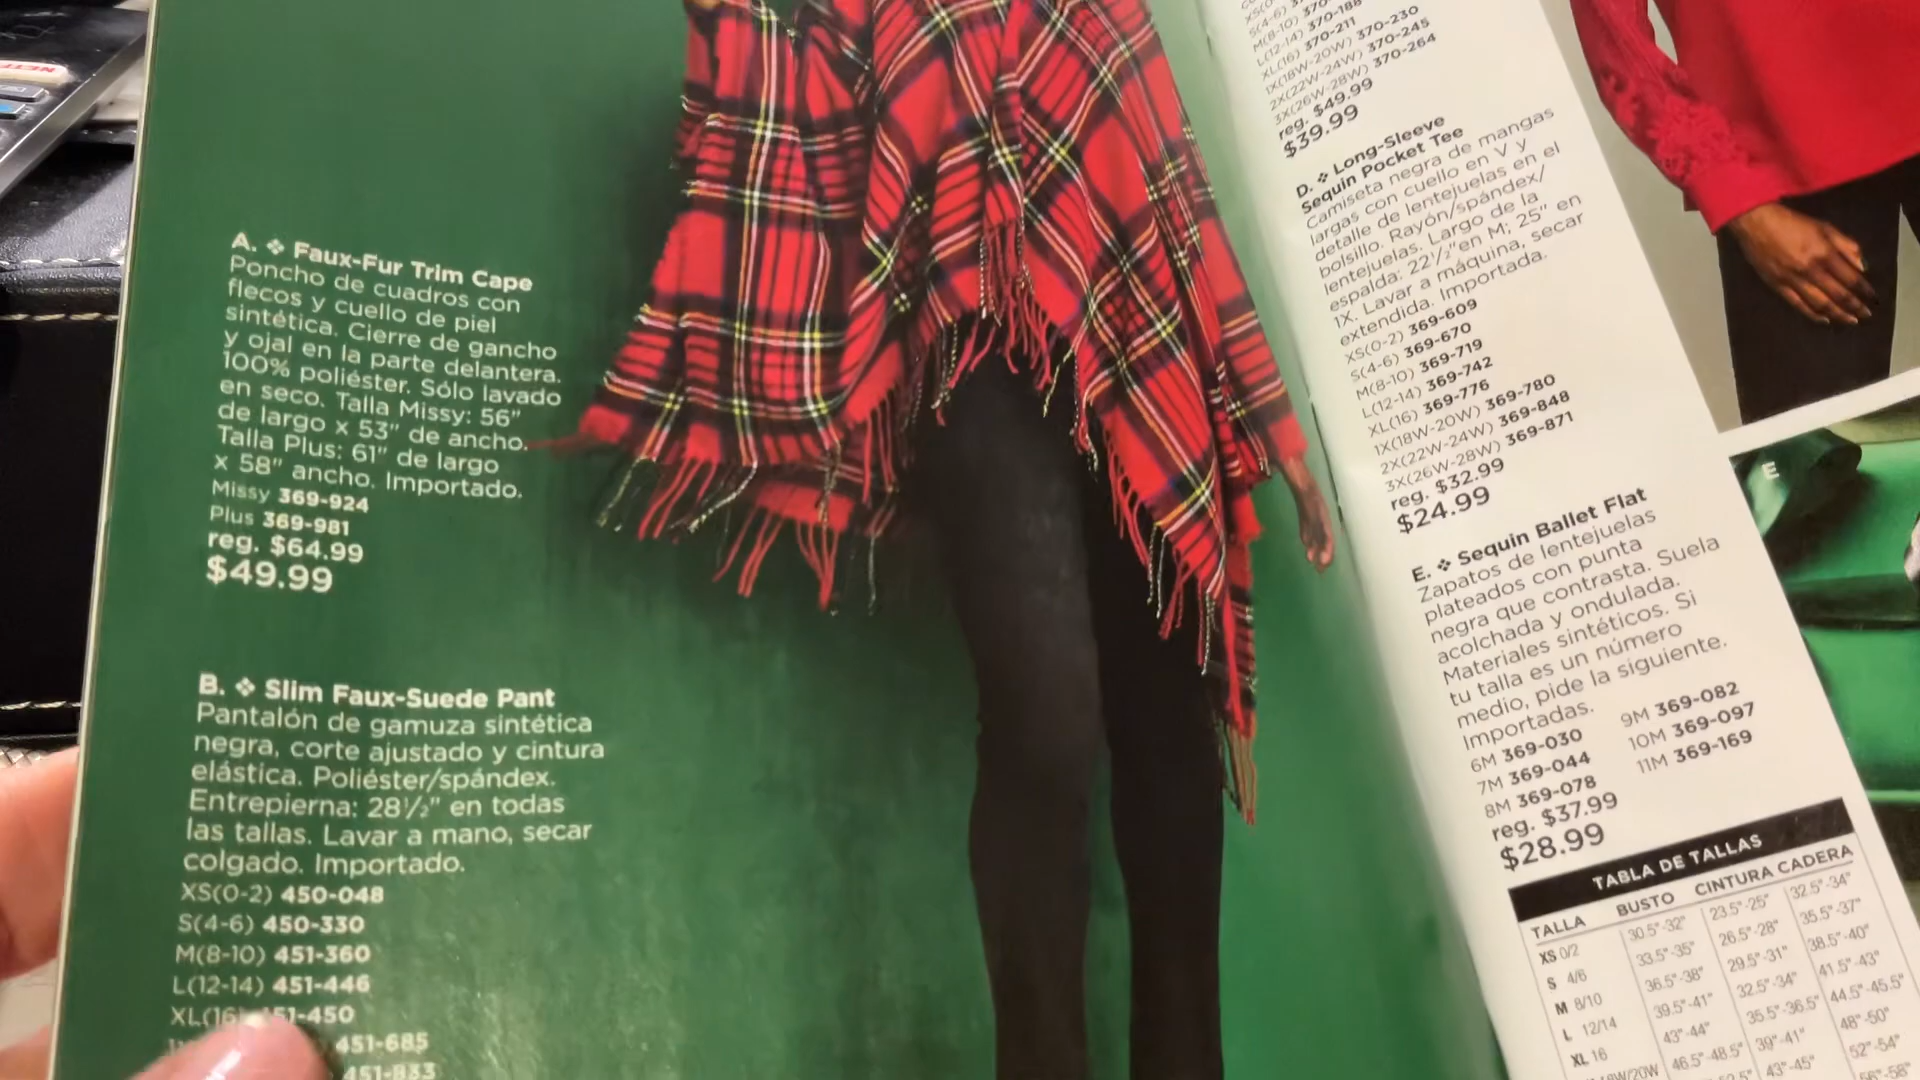 A. ❖ Faux-Fur Trim Cape
Poncho de cuadros con
flecos y cuello de piel
sintética. Cierre de gancho
y ojal en la parte delantera.
100% poliéster. Sólo lavado
en seco. Talla Missy: 56"
de largo x 53" de ancho.
Talla Plus: 61" de largo
x 58" ancho. Importado.
Missy 369-924
Plus 369-981
reg. $64.99
$49.99
B. ❖ Slim Faux-Suede Pant
Pantalón de gamuza sintética
negra, corte ajustado y cintura
elástica. Poliéster/spándex.
Entrepierna: 28½" en todas
las tallas. Lavar a mano, secar
colgado. Importado.
XS(0-2) 450-048
S(4-6) 450-330
M(8-10) 451-360
L(12-14) 451-446
XL(16) 451-450
451-685
451-833
M(8-10)
L(12-14) 370-188
XL(16) 370-211
1X(18W-20W) 370-230
2X(22W-24W) 370-245
3X(26W-28W) 370-264
reg. $49.99
$39.99
D. ❖ Long-Sleeve
Sequin Pocket Tee
Camiseta negra de mangas
largas con cuello en V y
detalle de lentejuelas en el
bolsillo. Rayón/spándex/
lentejuelas. Largo de la
espalda: 22½" en M; 25" en
1X. Lavar a máquina, secar
extendida. Importada.
XS(0-2) 369-609
S(4-6) 369-670
M(8-10) 369-719
L(12-14) 369-742
XL(16) 369-776
1X(18W-20W) 369-780
2X(22W-24W) 369-848
3X(26W-28W) 369-871
reg. $32.99
$24.99
E. ❖ Sequin Ballet Flat
Zapatos de lentejuelas
plateados con punta
negra que contrasta. Suela
acolchada y ondulada.
Materiales sintéticos. Si
tu talla es un número
medio, pide la siguiente.
Importadas.
6M 369-030 9M 369-082
7M 369-044 10M 369-097
8M 369-078 11M 369-169
reg. $37.99
$28.99
TABLA DE TALLAS
TALLA BUSTO CINTURA CADERA
XS 0/2 30.5"-32" 23.5"-25" 32.5"-34"
S 4/6 33.5"-35" 26.5"-28" 35.5"-37"
M 8/10 36.5"-38" 29.5"-31" 38.5"-40"
L 12/14 39.5"-41" 32.5"-34" 41.5"-43"
XL 16 43"-44" 35.5"-36.5" 44.5"-45.5"
46.5"-48.5" 39"-41" 48"-50"
43"-45" 52"-54"
E